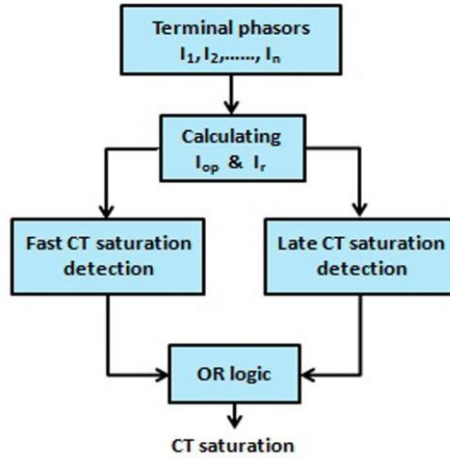 Terminal phasors
I1, I2,......, In
Calculating
Iop & Ir
Fast CT saturation
detection
Late CT saturation
detection
OR logic
CT saturation